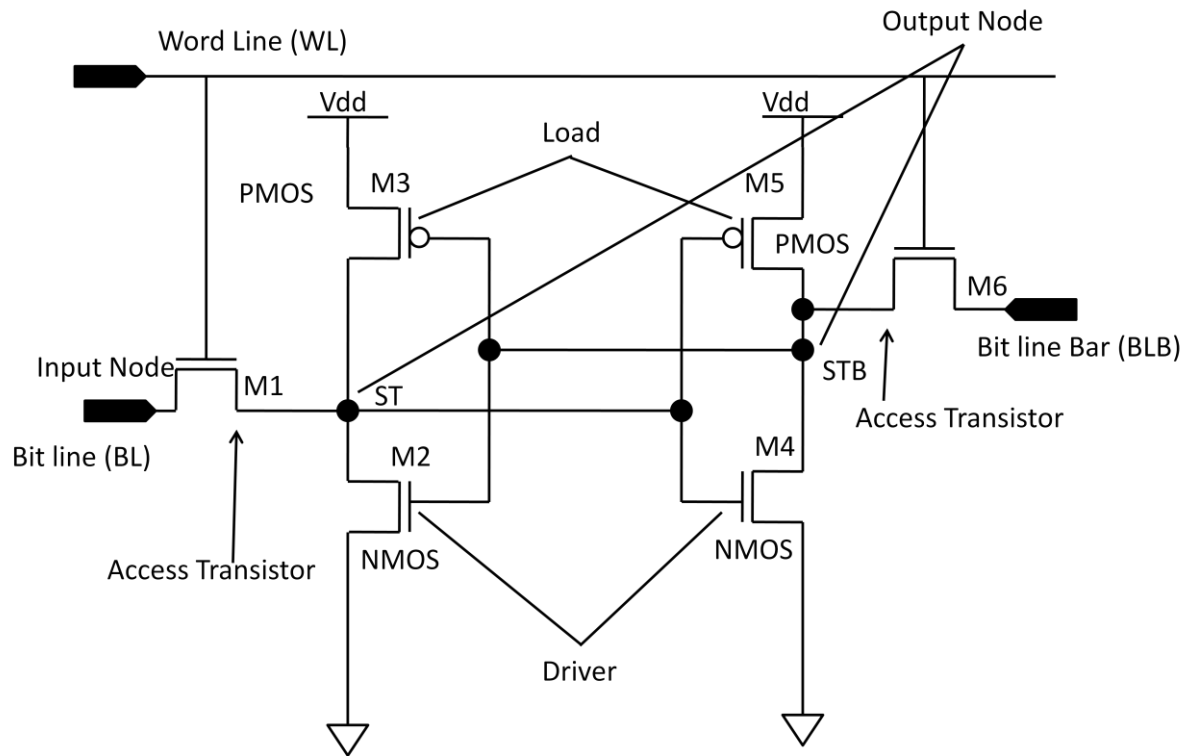 Output Node
Word Line (WL)
Vdd
Vdd
Load
M3
M5
PMOS
PMOS
M6
Input Node
Bit line Bar (BLB)
M1
ST
STB
Access Transistor
Bit line (BL)
M2
M4
NMOS
NMOS
Access Transistor
Driver